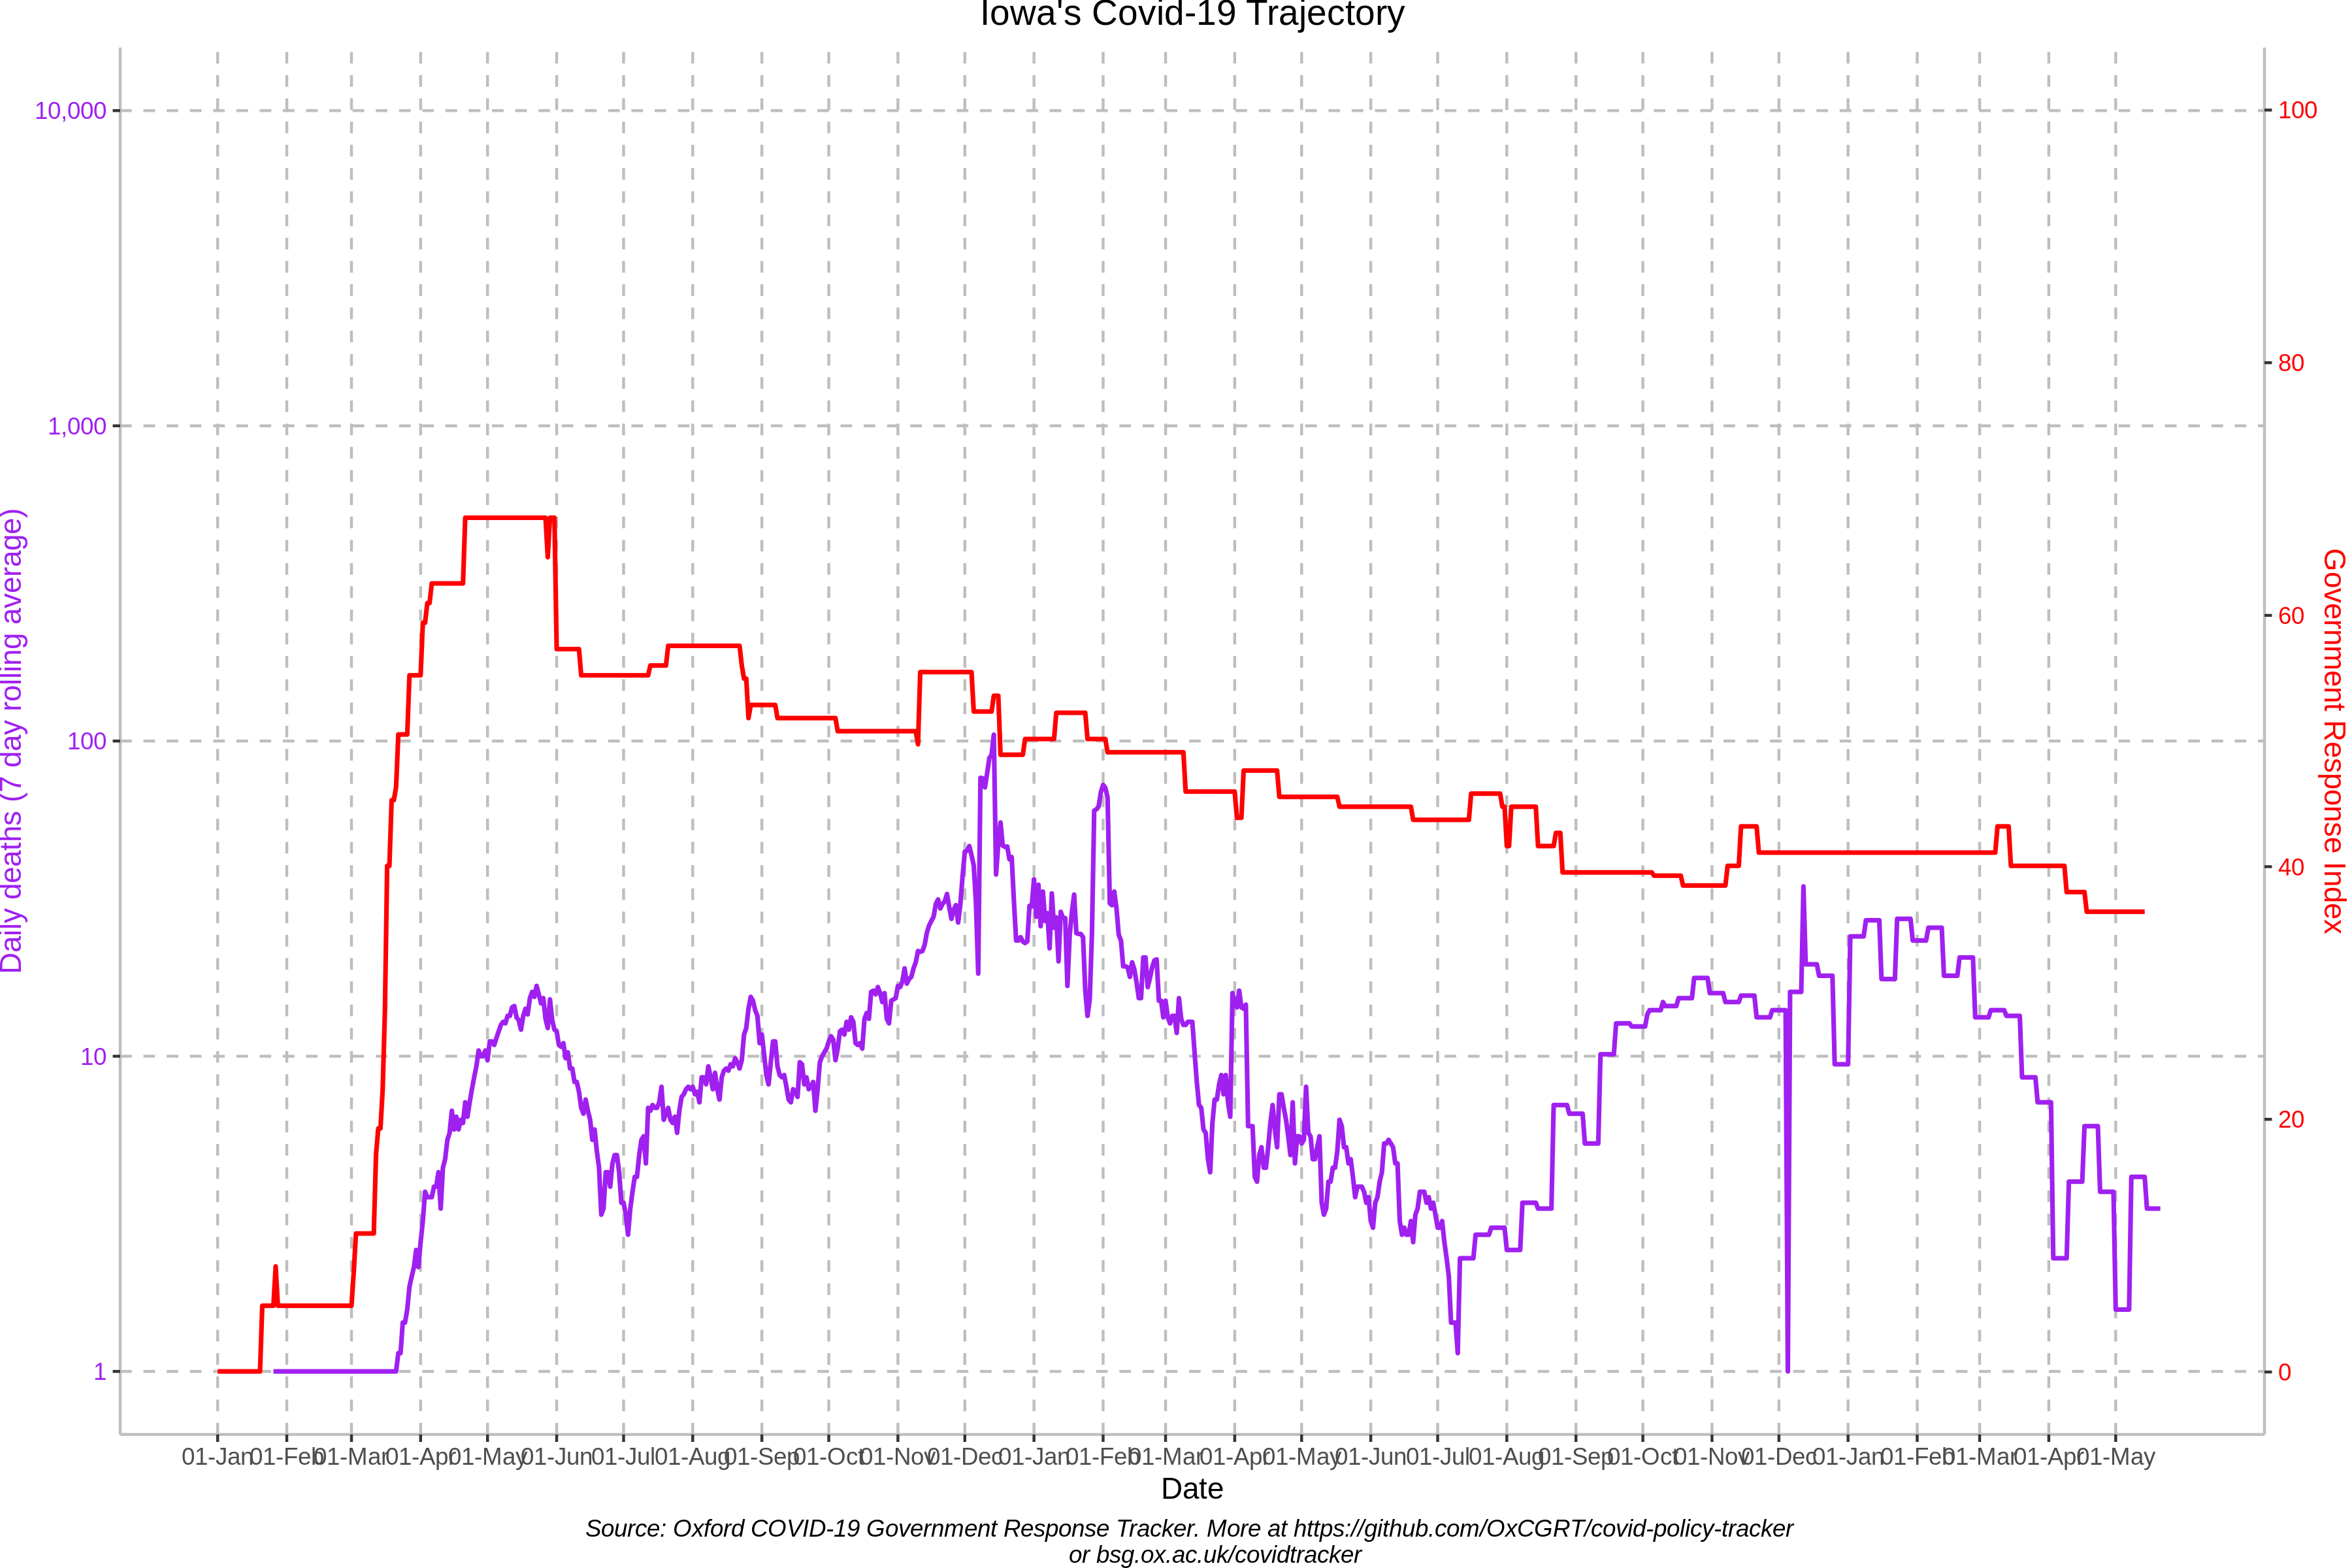 Iowa's Covid-19 Trajectory
10,000
1,000
100
10
1
Daily deaths (7 day rolling average)
100
80
60
40
20
0
Government Response Index
01-Jan 01-Feb 01-Mar 01-Apr 01-May 01-Jun 01-Jul 01-Aug 01-Sep 01-Oct 01-Nov 01-Dec 01-Jan 01-Feb 01-Mar 01-Apr 01-May 01-Jun 01-Jul 01-Aug 01-Sep 01-Oct 01-Nov 01-Dec 01-Jan 01-Feb 01-Mar 01-Apr 01-May
Date
Source: Oxford COVID-19 Government Response Tracker. More at https://github.com/OxCGRT/covid-policy-tracker
or bsg.ox.ac.uk/covidtracker